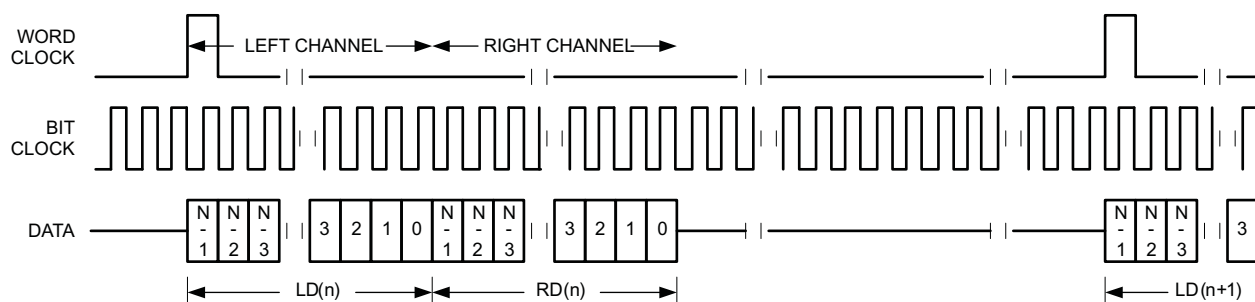 WORD
CLOCK
LEFT CHANNEL
RIGHT CHANNEL
BIT
CLOCK
DATA
N
-
1
N
-
2
N
-
3
3 2 1 0
N
-
1
N
-
2
N
-
3
3 2 1 0
N
-
1
N
-
2
N
-
3
3
LD(n)
RD(n)
LD(n+1)